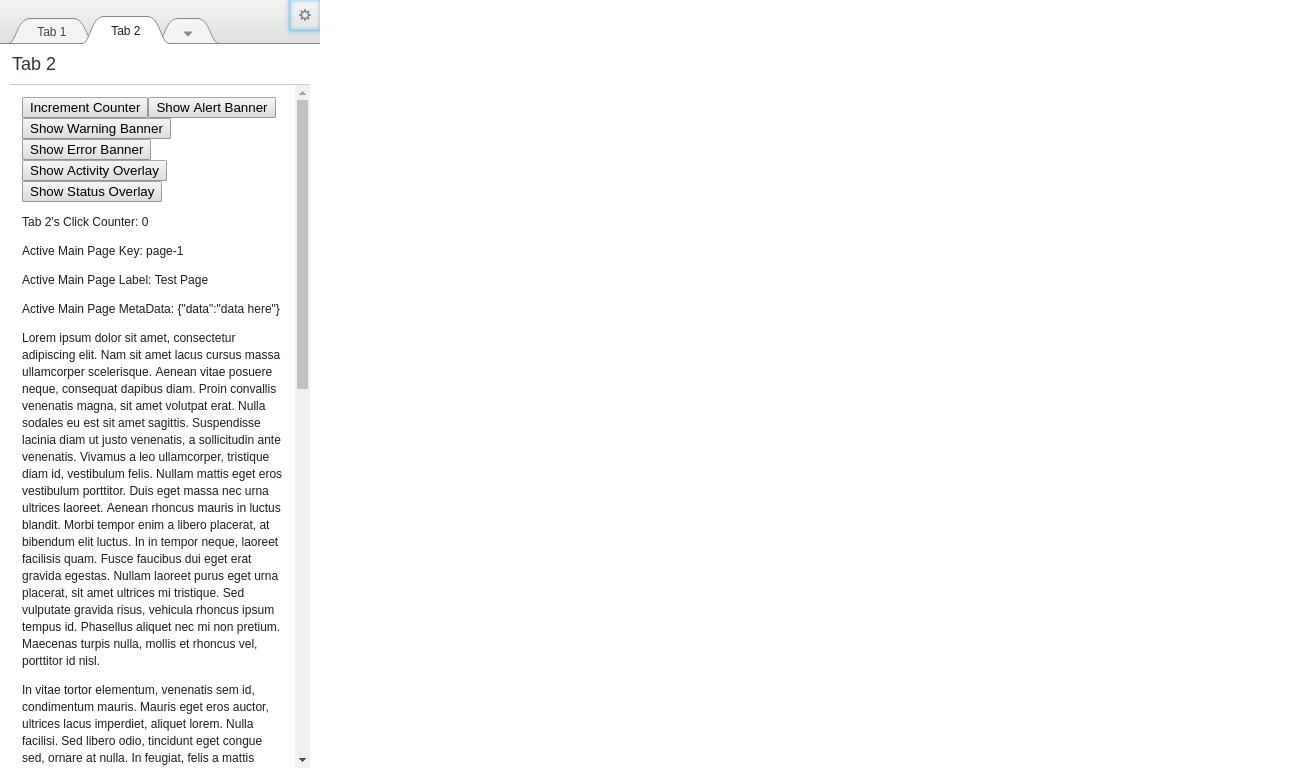 Tab 1
Tab 2
Tab 2
Increment Counter
Show Alert Banner
Show Warning Banner
Show Error Banner
Show Activity Overlay
Show Status Overlay
Tab 2's Click Counter: 0
Active Main Page Key: page-1
Active Main Page Label: Test Page
Active Main Page MetaData: {"data":"data here"}
Lorem ipsum dolor sit amet, consectetur
adipiscing elit. Nam sit amet lacus cursus massa
ullamcorper scelerisque. Aenean vitae posuere
neque, consequat dapibus diam. Proin convallis
venenatis magna, sit amet volutpat erat. Nulla
sodales eu est sit amet sagittis. Suspendisse
lacinia diam ut justo venenatis, a sollicitudin ante
venenatis. Vivamus a leo ullamcorper, tristique
diam id, vestibulum felis. Nullam mattis eget eros
vestibulum porttitor. Duis eget massa nec urna
ultrices laoreet. Aenean rhoncus mauris in luctus
blandit. Morbi tempor enim a libero placerat, at
bibendum elit luctus. In in tempor neque, laoreet
facilisis quam. Fusce faucibus dui eget erat
gravida egestas. Nullam laoreet purus eget urna
placerat, sit amet ultrices mi tristique. Sed
vulputate gravida risus, vehicula rhoncus ipsum
tempus id. Phasellus aliquet nec mi non pretium.
Maecenas turpis nulla, mollis et rhoncus vel,
porttitor id nisl.
In vitae tortor elementum, venenatis sem id,
condimentum mauris. Mauris eget eros auctor,
ultrices lacus imperdiet, aliquet lorem. Nulla
facilisi. Sed libero odio, tincidunt eget congue
sed, ornare at nulla. In feugiat, felis a mattis